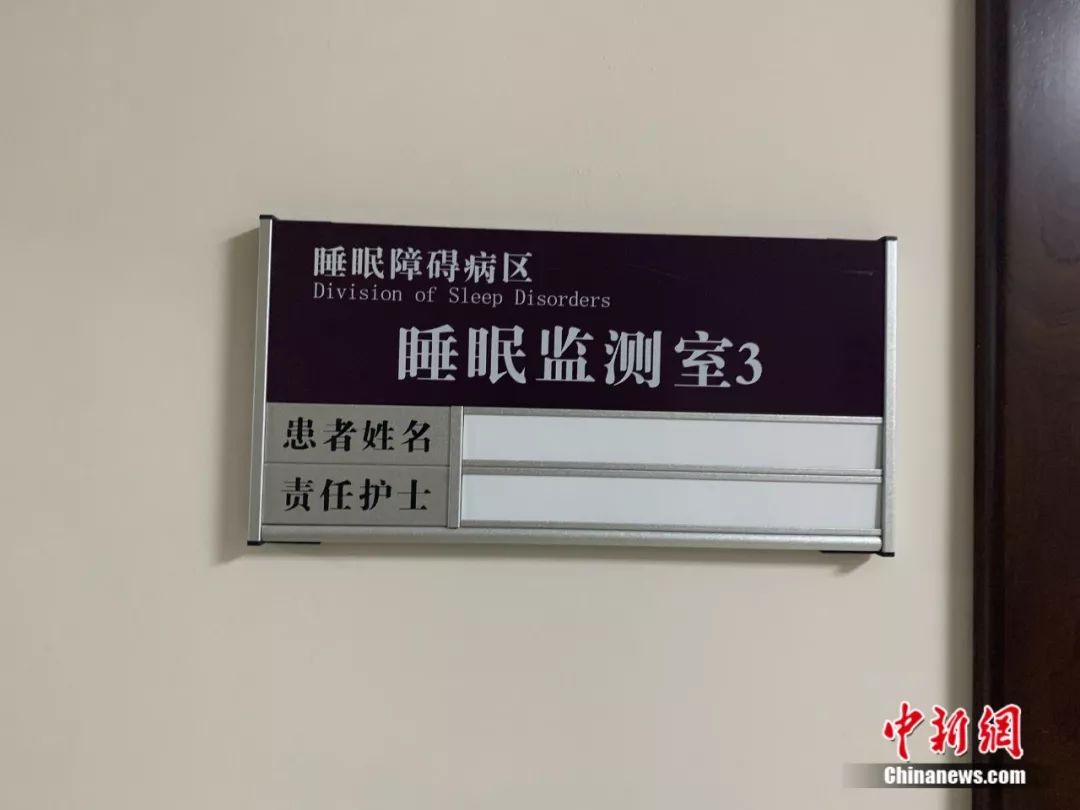 睡眠障碍病区
Division of Sleep Disorders
睡眠监测室3
患者姓名
责任护士
中新網
Chinanews.com